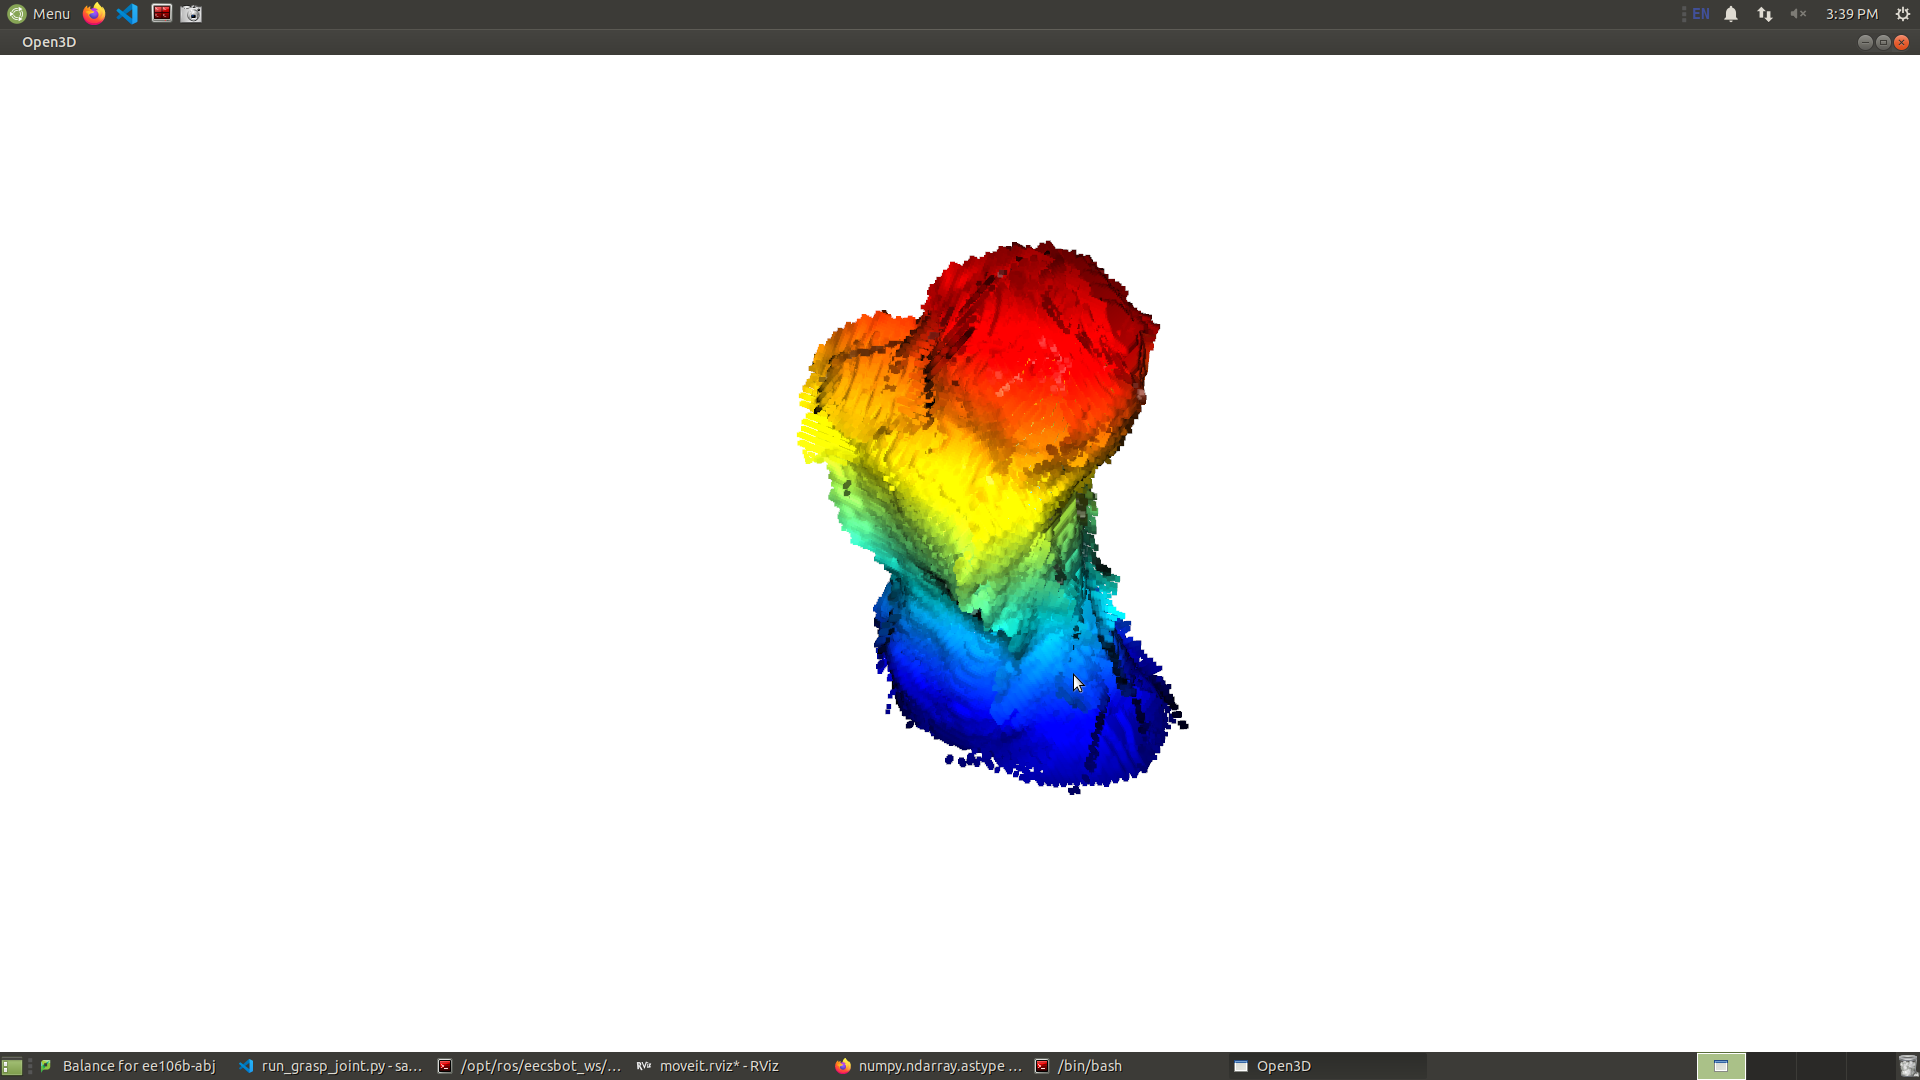 Menu
EN
3:39 PM
Open3D
Balance for ee106b-abj
run_grasp_joint.py - sa...
/opt/ros/eecsbot_ws/...
RViz
moveit.rviz* - RViz
numpy.ndarray.astype ...
/bin/bash
Open3D